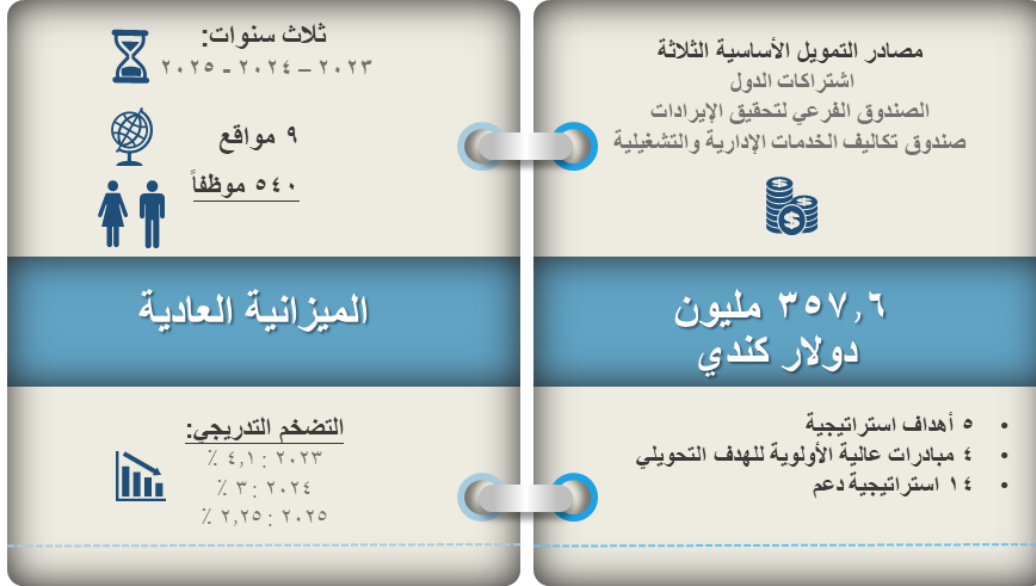 مصادر التمويل الأساسية الثلاثة
اشتراكات الدول
الصندوق الفرعي لتحقيق الإيرادات
صندوق تكاليف الخدمات الإدارية والتشغيلية
٣٥٧,٦ مليون
دولار كندي
• ٥ أهداف استراتيجية
• ٤ مبادرات عالية الأولوية للهدف التحويلي
• ١٤ استراتيجية دعم
ثلاث سنوات:
٢٠٢٣ – ٢٠٢٤ - ٢٠٢٥
٩ مواقع
٥٤٠ موظفاً
الميزانية العادية
التضخم التدريجي:
٢٠٢٣ : ٤,١ ٪
٢٠٢٤ : ٣ ٪
٢٠٢٥ : ٢,٢٥ ٪